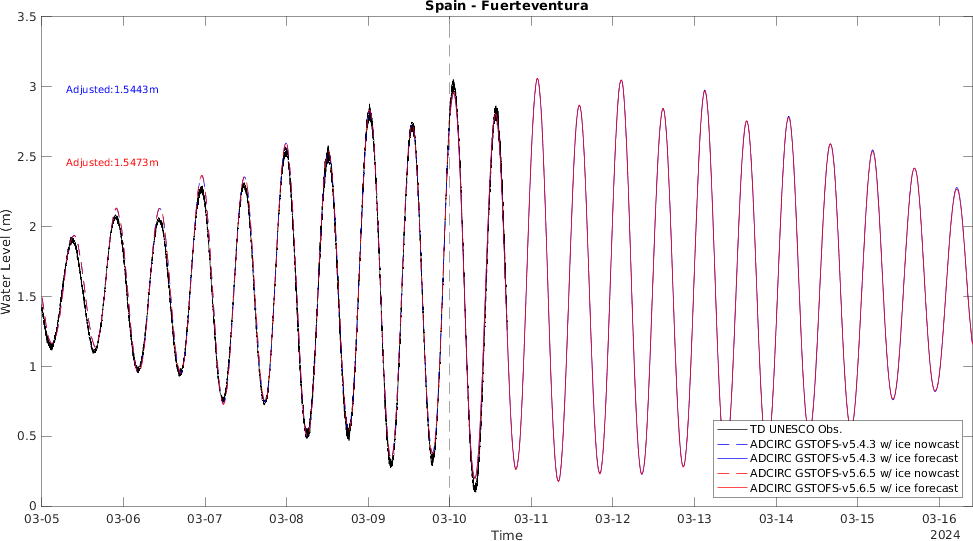 Spain - Fuerteventura
3.5
3
2.5
2
1.5
1
0.5
0
Water Level (m)
Adjusted:1.5443m
Adjusted:1.5473m
TD UNESCO Obs.
ADCIRC GSTOFS-v5.4.3 w/ ice nowcast
ADCIRC GSTOFS-v5.4.3 w/ ice forecast
ADCIRC GSTOFS-v5.6.5 w/ ice nowcast
ADCIRC GSTOFS-v5.6.5 w/ ice forecast
03-05 03-06 03-07 03-08 03-09 03-10 03-11 03-12 03-13 03-14 03-15 03-16
Time
2024